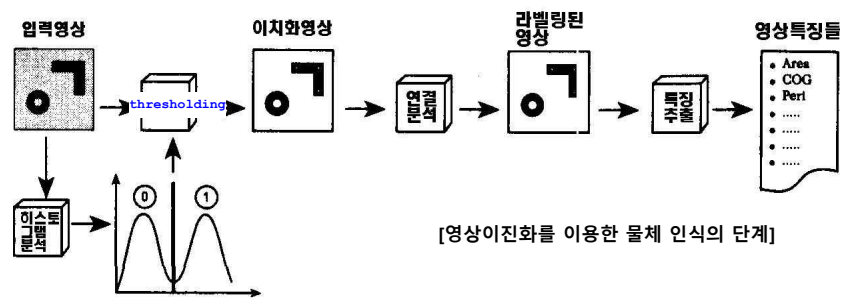 입력영상
이치화영상
라벨링된
영상
영상특징들
thresholding
연결
분석
특징
추출
• Area
• COG
• Peri
• .....
• .....
• .....
• .....
히스토
그램
분석
0
1
[영상이진화를 이용한 물체 인식의 단계]